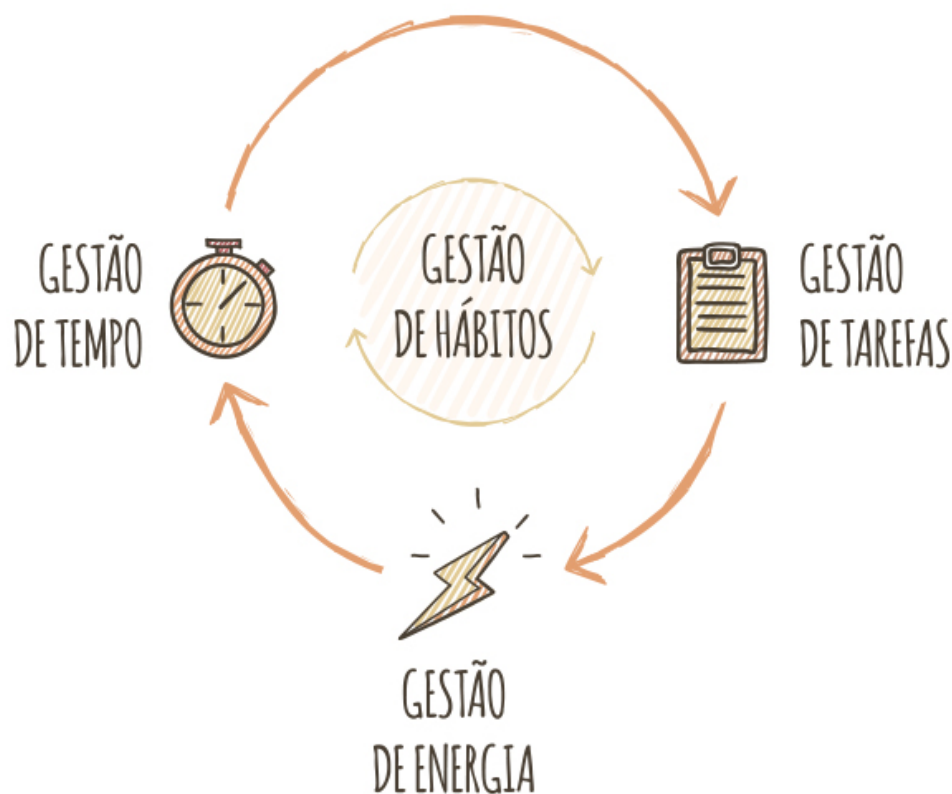 GESTÃO
DE TEMPO
GESTÃO
DE HÁBITOS
GESTÃO
DE TAREFAS
GESTÃO
DE ENERGIA